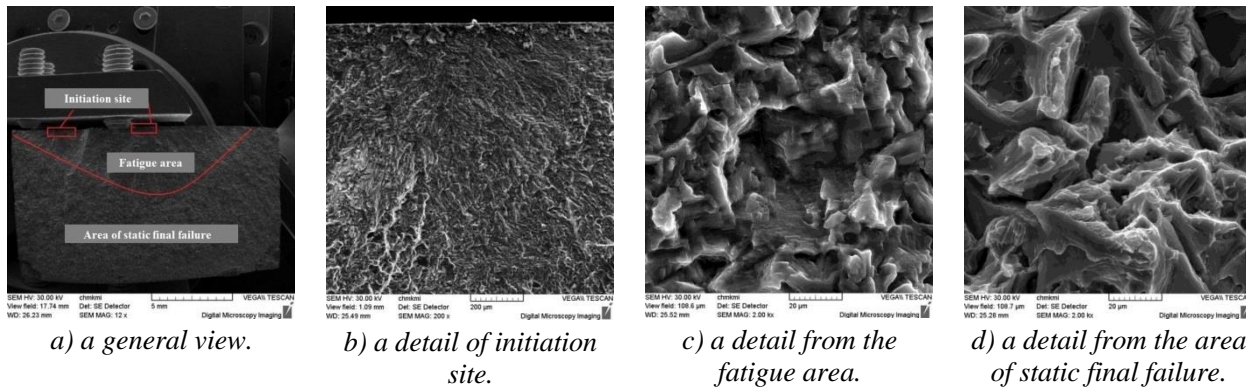 Initiation site
Fatigue area
Area of static final failure
SEM HV: 30.00 kV
chmkmi
VEGA\\ TESCAN
View field: 17.74 mm
Det: SE Detector
5 mm
WD: 26.23 mm
SEM MAG: 12 x
Digital Microscopy Imaging
a) a general view.
SEM HV: 30.00 kV
chmkmi
VEGA\\ TESCAN
View field: 1.09 mm
Det: SE Detector
200 µm
WD: 25.49 mm
SEM MAG: 200 x
Digital Microscopy Imaging
b) a detail of initiation
site.
SEM HV: 30.00 kV
chmkmi
VEGA\\ TESCAN
View field: 108.6 µm
Det: SE Detector
20 µm
WD: 25.52 mm
SEM MAG: 2.00 kx
Digital Microscopy Imaging
c) a detail from the
fatigue area.
SEM HV: 30.00 kV
chmkmi
VEGA\\ TESCAN
View field: 108.7 µm
Det: SE Detector
20 µm
WD: 25.28 mm
SEM MAG: 2.00 kx
Digital Microscopy Imaging
d) a detail from the area
of static final failure.